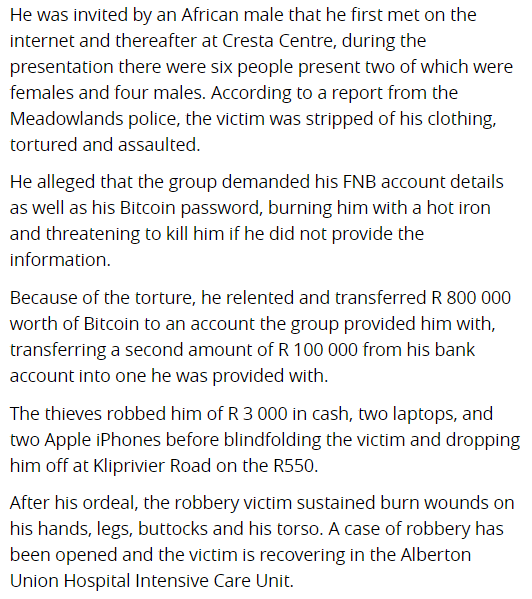 He was invited by an African male that he first met on the
internet and thereafter at Cresta Centre, during the
presentation there were six people present two of which were
females and four males. According to a report from the
Meadowlands police, the victim was stripped of his clothing,
tortured and assaulted.
He alleged that the group demanded his FNB account details
as well as his Bitcoin password, burning him with a hot iron
and threatening to kill him if he did not provide the
information.
Because of the torture, he relented and transferred R 800 000
worth of Bitcoin to an account the group provided him with,
transferring a second amount of R 100 000 from his bank
account into one he was provided with.
The thieves robbed him of R 3 000 in cash, two laptops, and
two Apple iPhones before blindfolding the victim and dropping
him off at Kliprivier Road on the R550.
After his ordeal, the robbery victim sustained burn wounds on
his hands, legs, buttocks and his torso. A case of robbery has
been opened and the victim is recovering in the Alberton
Union Hospital Intensive Care Unit.